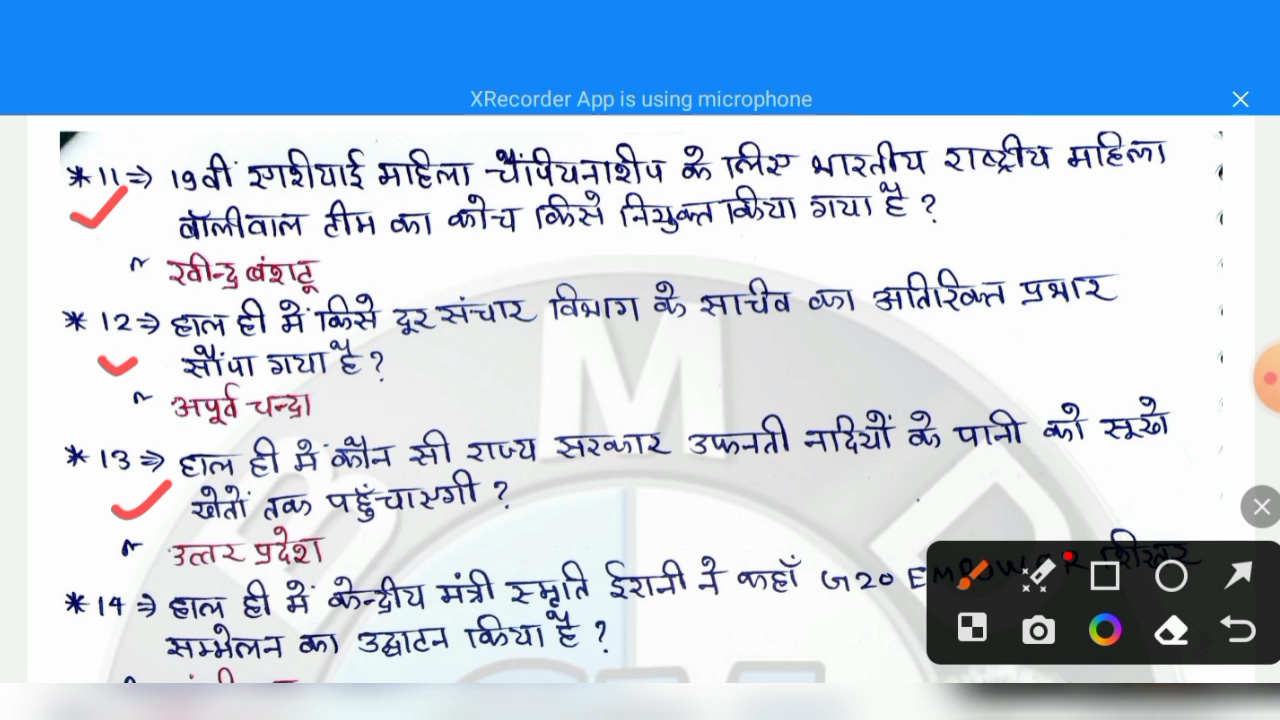 XRecorder App is using microphone
*11⇒ 19वीं एशीयाई महिला चैंपियनशिप के लिए भारतीय राष्ट्रीय महिला
वॉलीवाल टीम का कोच किसे नियुक्त किया गया है ?
रवीन्द्र बंशटू
*12⇒ हाल ही में किसे दूरसंचार विभाग के सचिव का अतिरिक्त प्रभार
सौंपा गया है ?
अपूर्व चन्द्रा
*13⇒ हाल ही में कौन सी राज्य सरकार उफनती नदियों के पानी को सूखे
खेतों तक पहुँचाएगी ?
उत्तर प्रदेश
*14⇒ हाल ही में केन्द्रीय मंत्री स्मृति ईरानी ने कहाँ G20 EMPOWER शिखर
सम्मेलन का उद्घाटन किया है ?